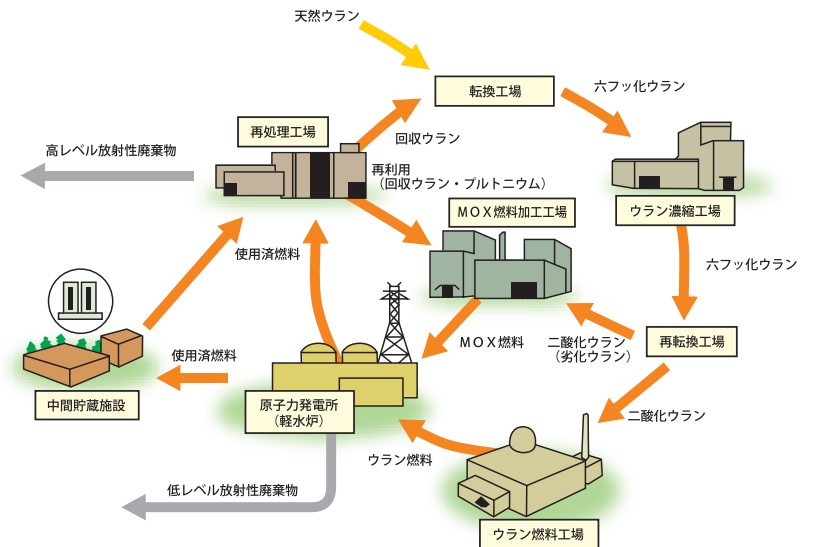 天然ウラン
転換工場
六フッ化ウラン
再処理工場
回収ウラン
高レベル放射性廃棄物
再利用
（回収ウラン・プルトニウム）
MOX燃料加工工場
ウラン濃縮工場
使用済燃料
六フッ化ウラン
MOX燃料
二酸化ウラン
（劣化ウラン）
再転換工場
使用済燃料
中間貯蔵施設
原子力発電所
（軽水炉）
二酸化ウラン
ウラン燃料
低レベル放射性廃棄物
ウラン燃料工場